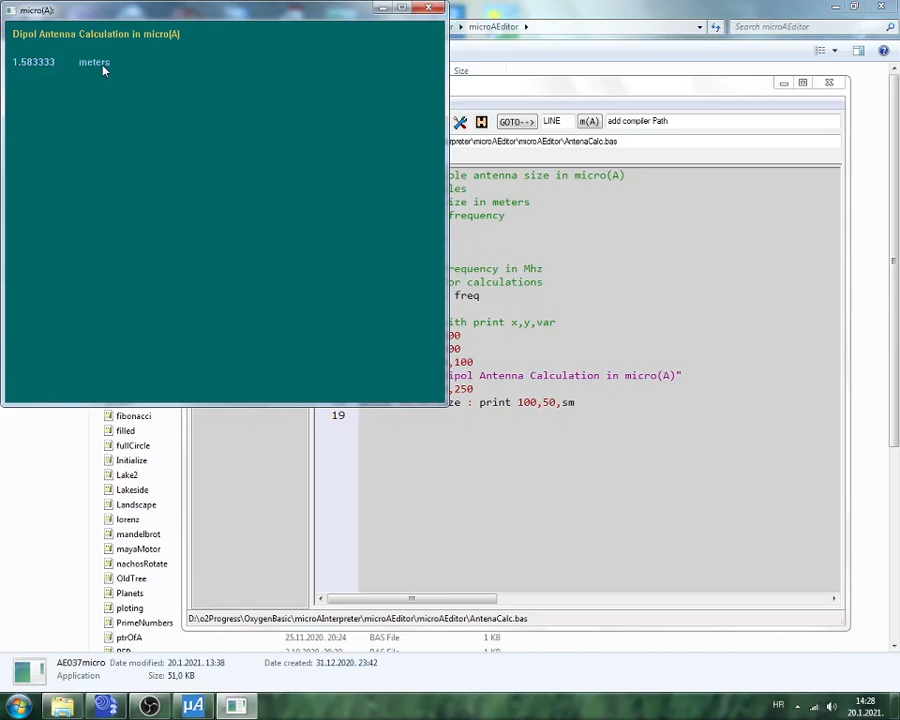 micro(A):
Dipol Antenna Calculation in micro(A)
1.583333 meters
microAEditor
Search microAEditor
Size
GOTO-->
LINE
m(A)
add compiler Path
rpreter\microAEditor\microAEditor\AntenaCalc.bas
ple antenna size in micro(A)
les
ize in meters
frequency
requency in Mhz
or calculations
freq
ith print x,y,var
00
00
,100
ipol Antenna Calculation in micro(A)"
,250
ze : print 100,50,sm
19
fibonacci
filled
fullCircle
Initialize
Lake2
Lakeside
Landscape
lorenz
mandelbrot
mayaMotor
nachosRotate
OldTree
Planets
ploting
PrimeNumbers
ptrOfA
D:\o2Progress\OxygenBasic\microAInterpreter\microAEditor\microAEditor\AntenaCalc.bas
25.11.2020. 20:24 BAS File 1 KB
AE037micro Date modified: 20.1.2021. 13:38 Date created: 31.12.2020. 23:42
Application Size: 51,0 KB
µA
HR
14:28
20.1.2021.